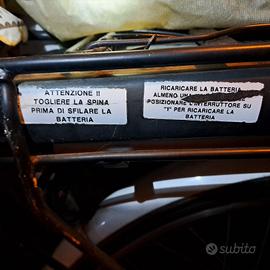 ATTENZIONE !!
TOGLIERE LA SPINA
PRIMA DI SFILARE LA
BATTERIA
RICARICARE LA BATTERIA
ALMENO UNA
POSIZIONARE L'INTERRUTTORE SU
"1" PER RICARICARE LA
BATTERIA
subito